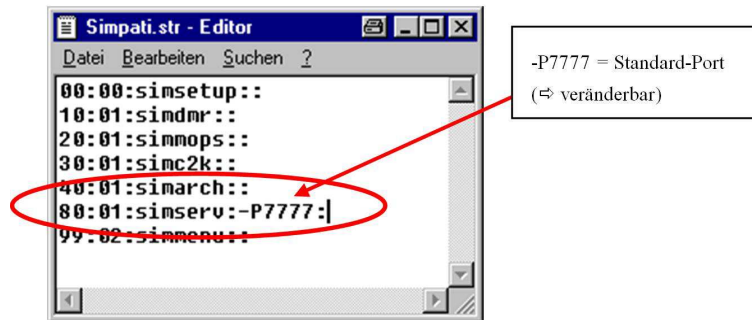 Simpati.str - Editor
Datei Bearbeiten Suchen ?
00:00:simsetup::
10:01:simdmr::
20:01:simmops::
30:01:simc2k::
40:01:simarch::
80:01:simserv:-P7777:
99:02:simmenu::
-P7777 = Standard-Port
(⇨ veränderbar)